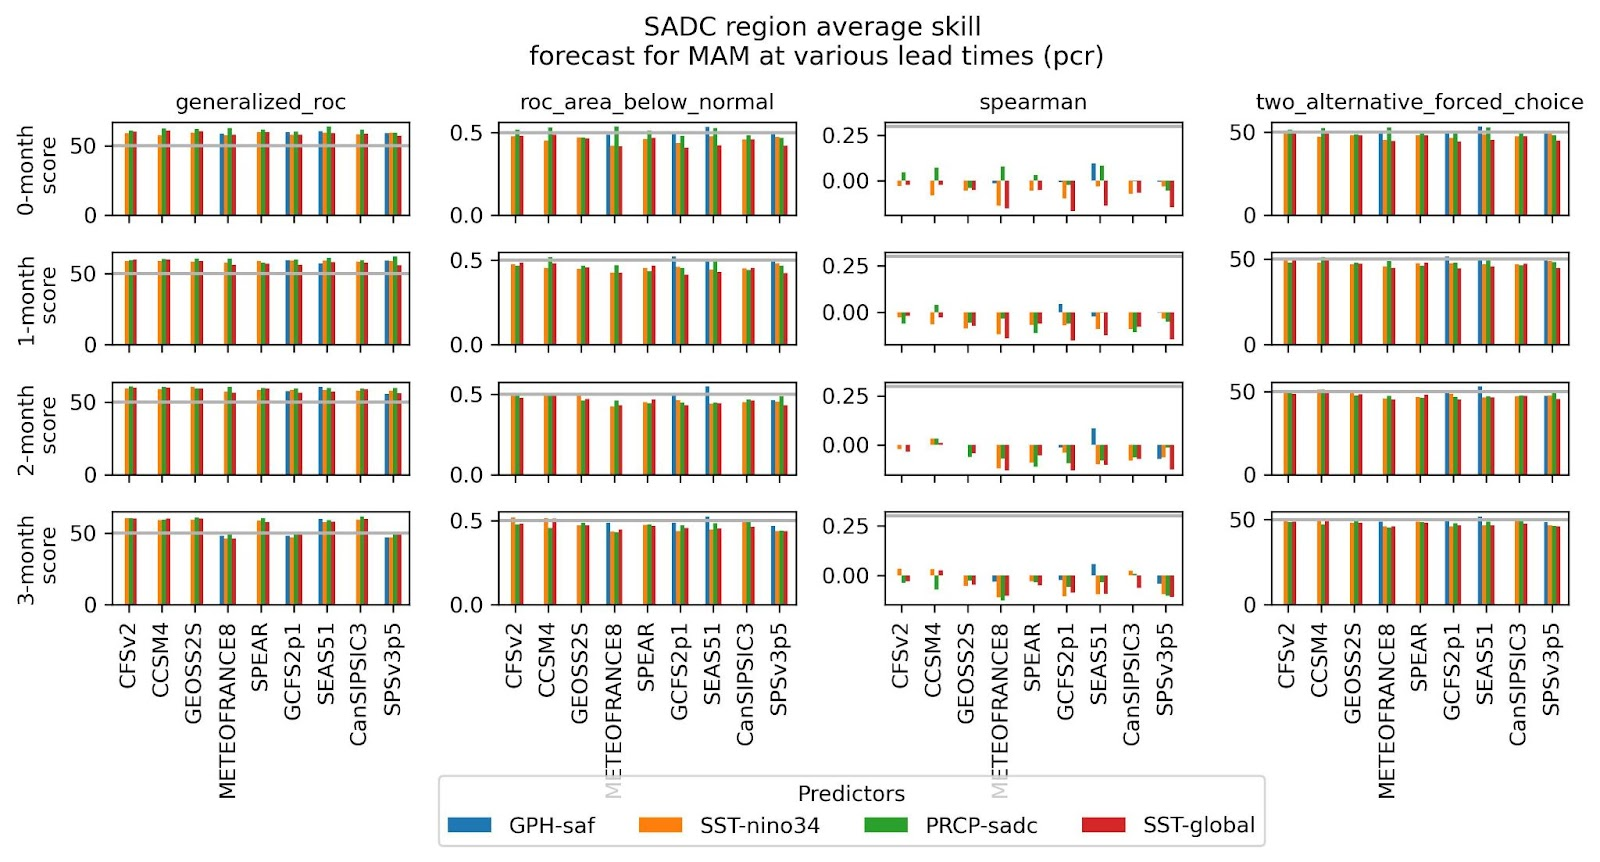 SADC region average skill
forecast for MAM at various lead times (pcr)
generalized_roc
roc_area_below_normal
spearman
two_alternative_forced_choice
0-month
score
50
0
0.5
0.0
0.25
0.00
50
0
1-month
score
50
0
0.5
0.0
0.25
0.00
50
0
2-month
score
50
0
0.5
0.0
0.25
0.00
50
0
3-month
score
50
0
0.5
0.0
0.25
0.00
50
0
CFSv2
CCSM4
GEOSS2S
METEOFRANCE8
SPEAR
GCFS2p1
SEAS51
CanSIPSIC3
SPSv3p5
CFSv2
CCSM4
GEOSS2S
METEOFRANCE8
SPEAR
GCFS2p1
SEAS51
CanSIPSIC3
SPSv3p5
CFSv2
CCSM4
GEOSS2S
METEOFRANCE8
SPEAR
GCFS2p1
SEAS51
CanSIPSIC3
SPSv3p5
CFSv2
CCSM4
GEOSS2S
METEOFRANCE8
SPEAR
GCFS2p1
SEAS51
CanSIPSIC3
SPSv3p5
Predictors
GPH-saf
SST-nino34
PRCP-sadc
SST-global